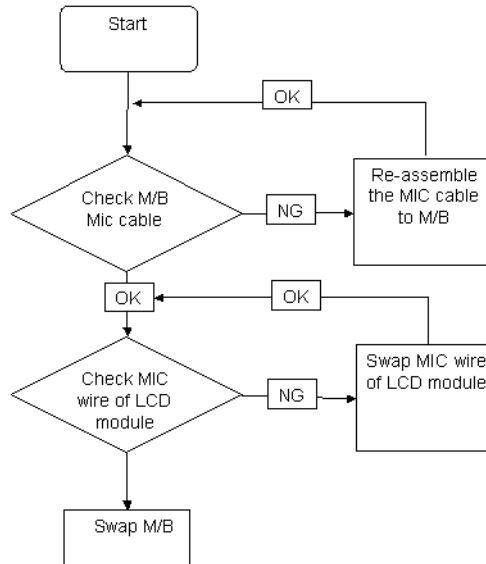 Start
OK
Check M/B
Mic cable
NG
Re-assemble
the MIC cable
to M/B
OK
OK
Check MIC
wire of LCD
module
NG
Swap MIC wire
of LCD module
Swap M/B